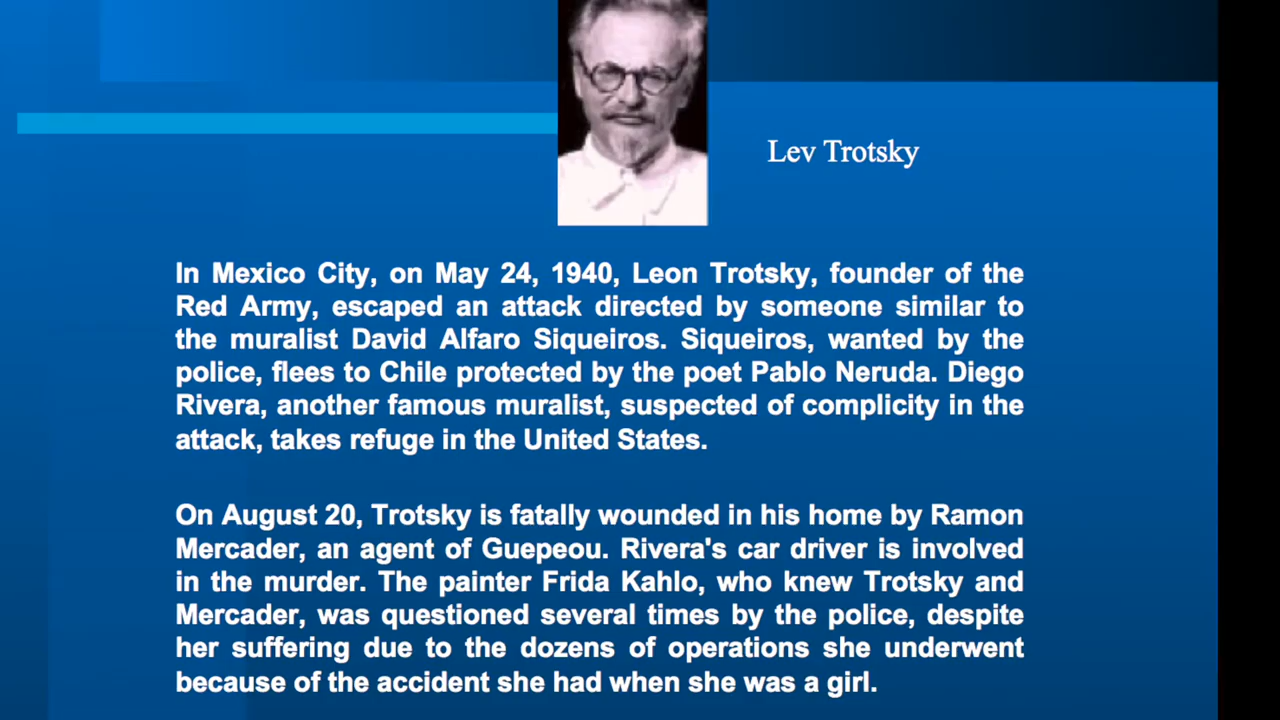 Lev Trotsky
In Mexico City, on May 24, 1940, Leon Trotsky, founder of the
Red Army, escaped an attack directed by someone similar to
the muralist David Alfaro Siqueiros. Siqueiros, wanted by the
police, flees to Chile protected by the poet Pablo Neruda. Diego
Rivera, another famous muralist, suspected of complicity in the
attack, takes refuge in the United States.
On August 20, Trotsky is fatally wounded in his home by Ramon
Mercader, an agent of Guepeou. Rivera's car driver is involved
in the murder. The painter Frida Kahlo, who knew Trotsky and
Mercader, was questioned several times by the police, despite
her suffering due to the dozens of operations she underwent
because of the accident she had when she was a girl.